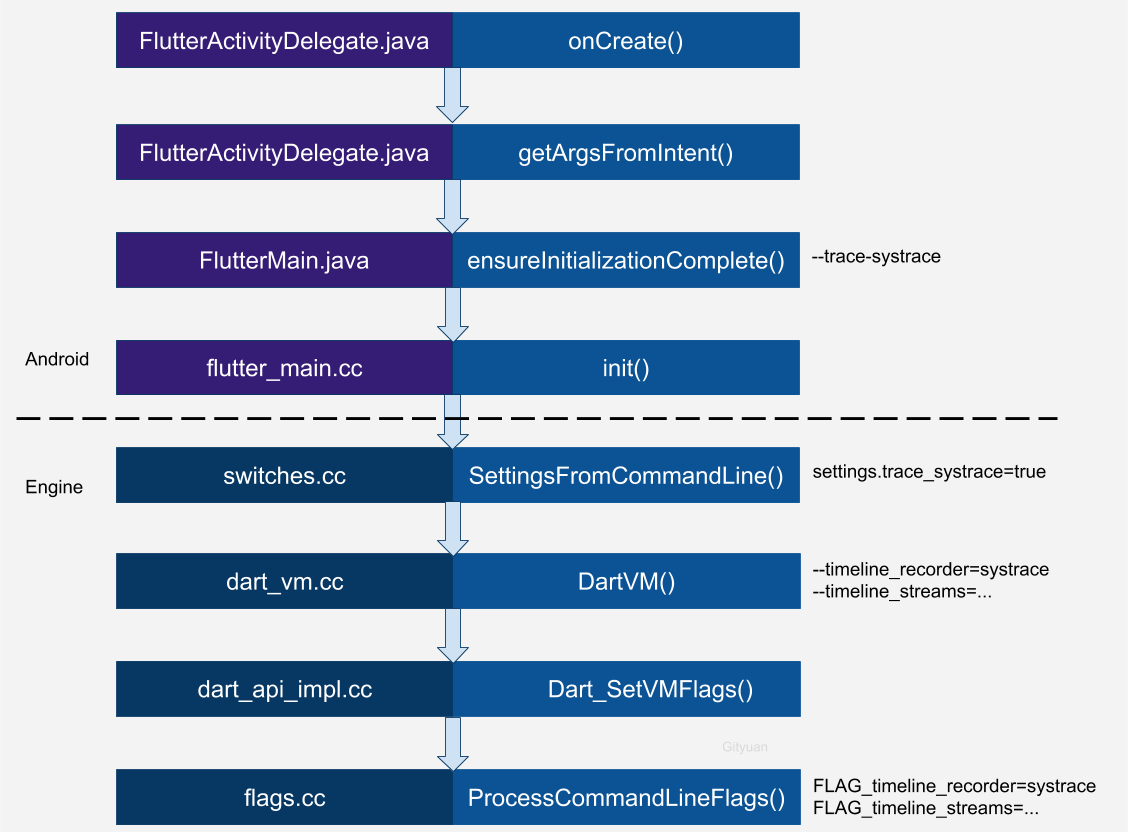 FlutterActivityDelegate.java onCreate()
FlutterActivityDelegate.java getArgsFromIntent()
FlutterMain.java ensureInitializationComplete() --trace-systrace
Android flutter_main.cc init()
switches.cc SettingsFromCommandLine() settings.trace_systrace=true
Engine
dart_vm.cc DartVM() --timeline_recorder=systrace
--timeline_streams=...
dart_api_impl.cc Dart_SetVMFlags()
Gityuan
flags.cc ProcessCommandLineFlags() FLAG_timeline_recorder=systrace
FLAG_timeline_streams=...